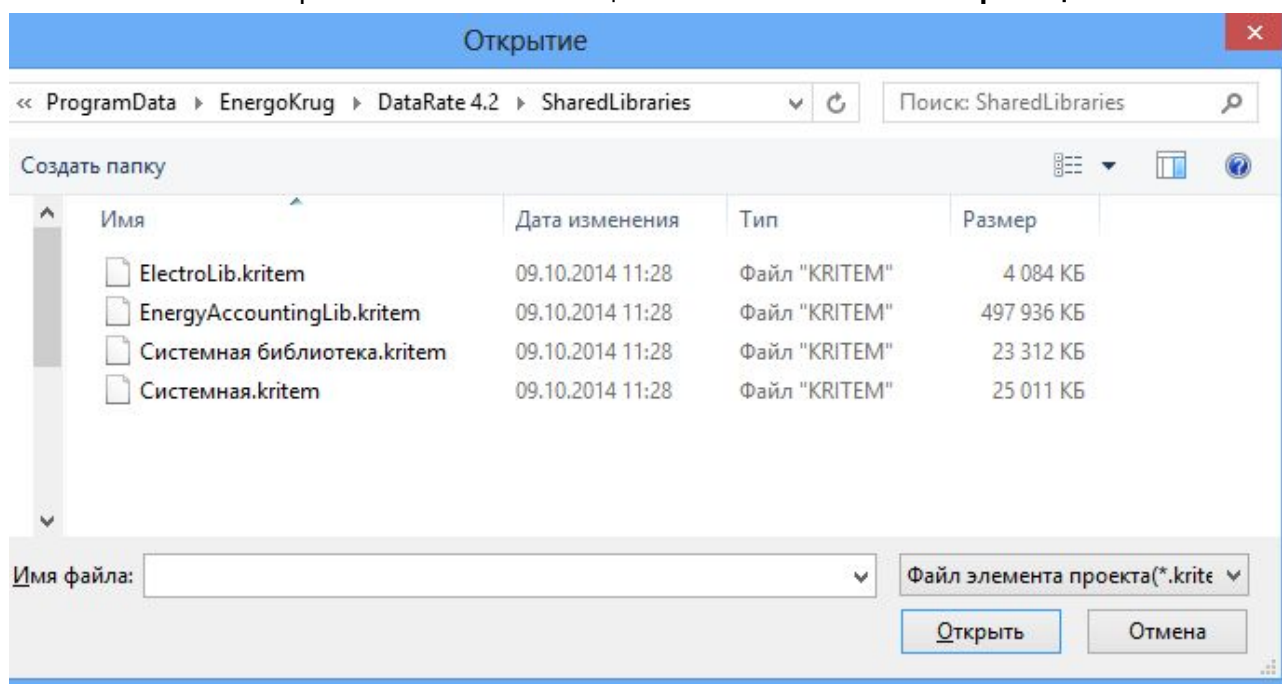 Открытие
« ProgramData ▸ EnergoKrug ▸ DataRate 4.2 ▸ SharedLibraries Поиск: SharedLibraries
Создать папку
Имя Дата изменения Тип Размер
ElectroLib.kritem 09.10.2014 11:28 Файл "KRITEM" 4 084 КБ
EnergyAccountingLib.kritem 09.10.2014 11:28 Файл "KRITEM" 497 936 КБ
Системная библиотека.kritem 09.10.2014 11:28 Файл "KRITEM" 23 312 КБ
Системная.kritem 09.10.2014 11:28 Файл "KRITEM" 25 011 КБ
Имя файла: Файл элемента проекта(*.krite
Открыть Отмена